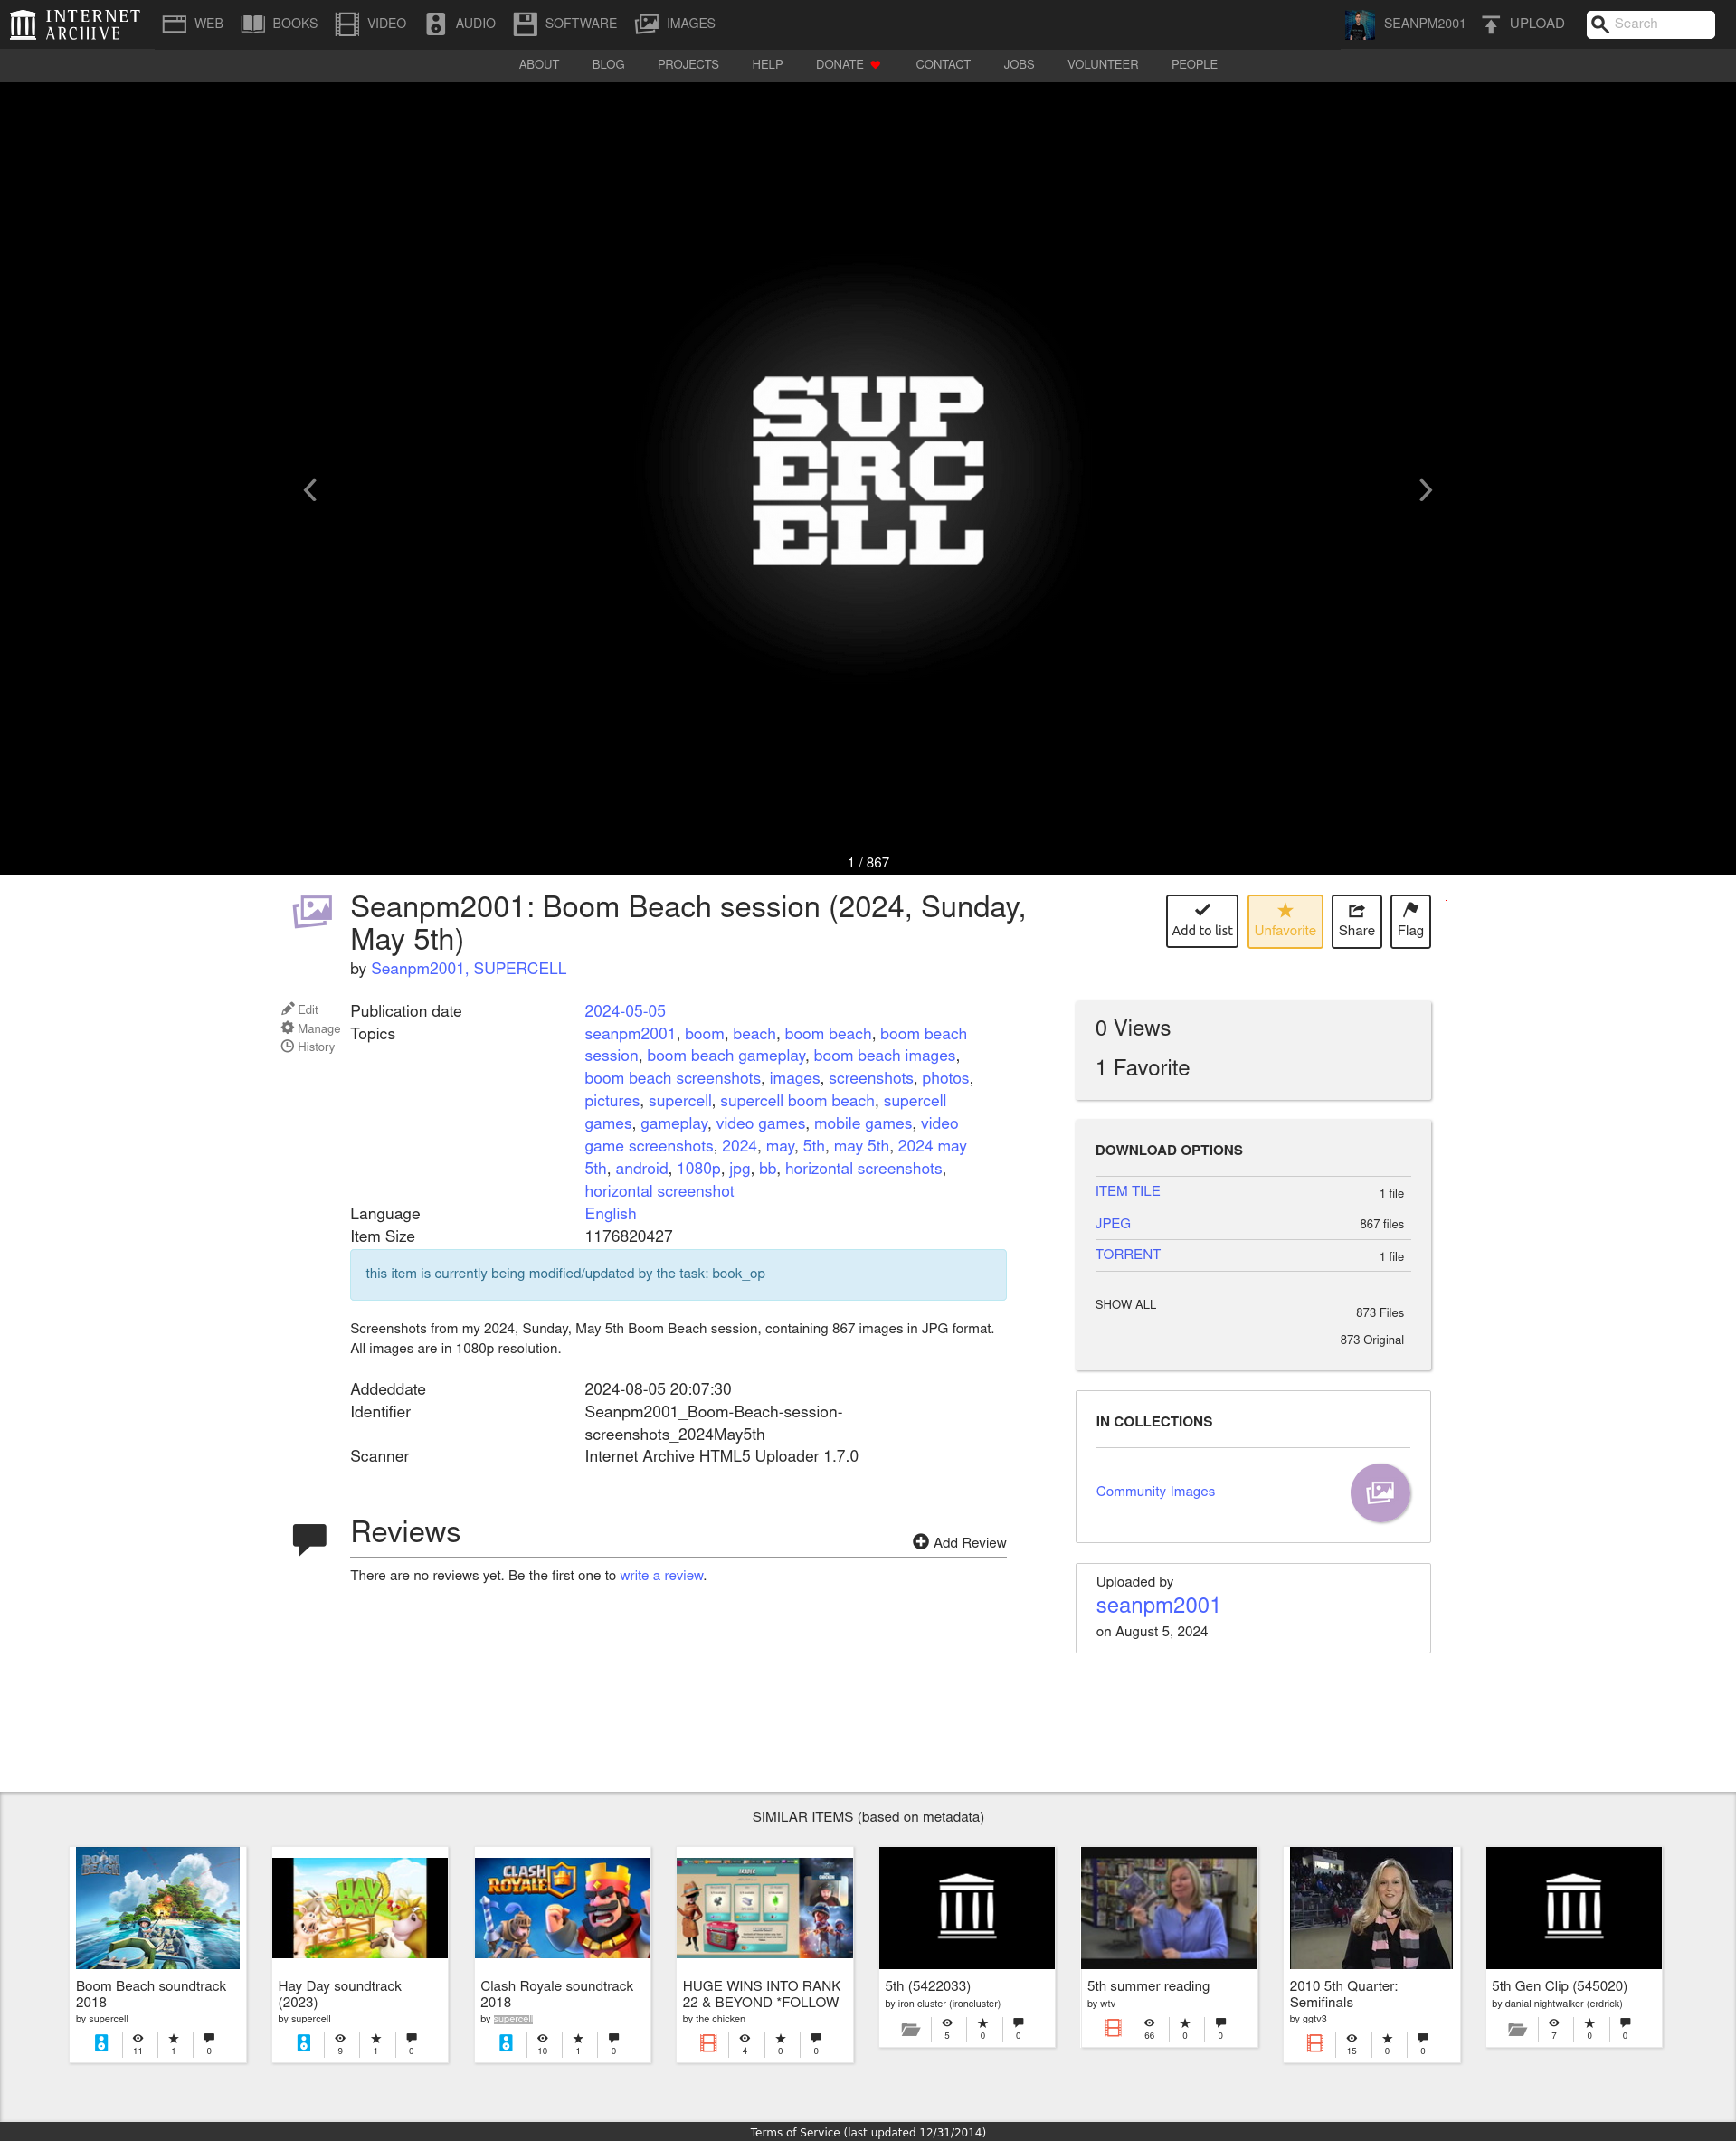 INTERNET
ARCHIVE
WEB
BOOKS
VIDEO
AUDIO
SOFTWARE
IMAGES
SEANPM2001
UPLOAD
Search
ABOUT
BLOG
PROJECTS
HELP
DONATE
CONTACT
JOBS
VOLUNTEER
PEOPLE
SUP
ERC
ELL
1 / 867
Seanpm2001: Boom Beach session (2024, Sunday,
May 5th)
by Seanpm2001, SUPERCELL
Add to list
Unfavorite
Share
Flag
Edit
Manage
History
Publication date 2024-05-05
Topics seanpm2001, boom, beach, boom beach, boom beach
session, boom beach gameplay, boom beach images,
boom beach screenshots, images, screenshots, photos,
pictures, supercell, supercell boom beach, supercell
games, gameplay, video games, mobile games, video
game screenshots, 2024, may, 5th, may 5th, 2024 may
5th, android, 1080p, jpg, bb, horizontal screenshots,
horizontal screenshot
Language English
Item Size 1176820427
this item is currently being modified/updated by the task: book_op
Screenshots from my 2024, Sunday, May 5th Boom Beach session, containing 867 images in JPG format.
All images are in 1080p resolution.
Addeddate 2024-08-05 20:07:30
Identifier Seanpm2001_Boom-Beach-session-
screenshots_2024May5th
Scanner Internet Archive HTML5 Uploader 1.7.0
Reviews
Add Review
There are no reviews yet. Be the first one to write a review.
0 Views
1 Favorite
DOWNLOAD OPTIONS
ITEM TILE 1 file
JPEG 867 files
TORRENT 1 file
SHOW ALL 873 Files
873 Original
IN COLLECTIONS
Community Images
Uploaded by
seanpm2001
on August 5, 2024
SIMILAR ITEMS (based on metadata)
BOOM
BEACH
Boom Beach soundtrack
2018
by supercell
11 1 0
HAY
DAY
Hay Day soundtrack
(2023)
by supercell
9 1 0
CLASH
ROYALE
Clash Royale soundtrack
2018
by supercell
10 1 0
HUGE WINS INTO RANK
22 & BEYOND *FOLLOW
by the chicken
4 0 0
5th (5422033)
by iron cluster (ironcluster)
5 0 0
5th summer reading
by wtv
66 0 0
2010 5th Quarter:
Semifinals
by ggtv3
15 0 0
5th Gen Clip (545020)
by danial nightwalker (erdrick)
7 0 0
Terms of Service (last updated 12/31/2014)